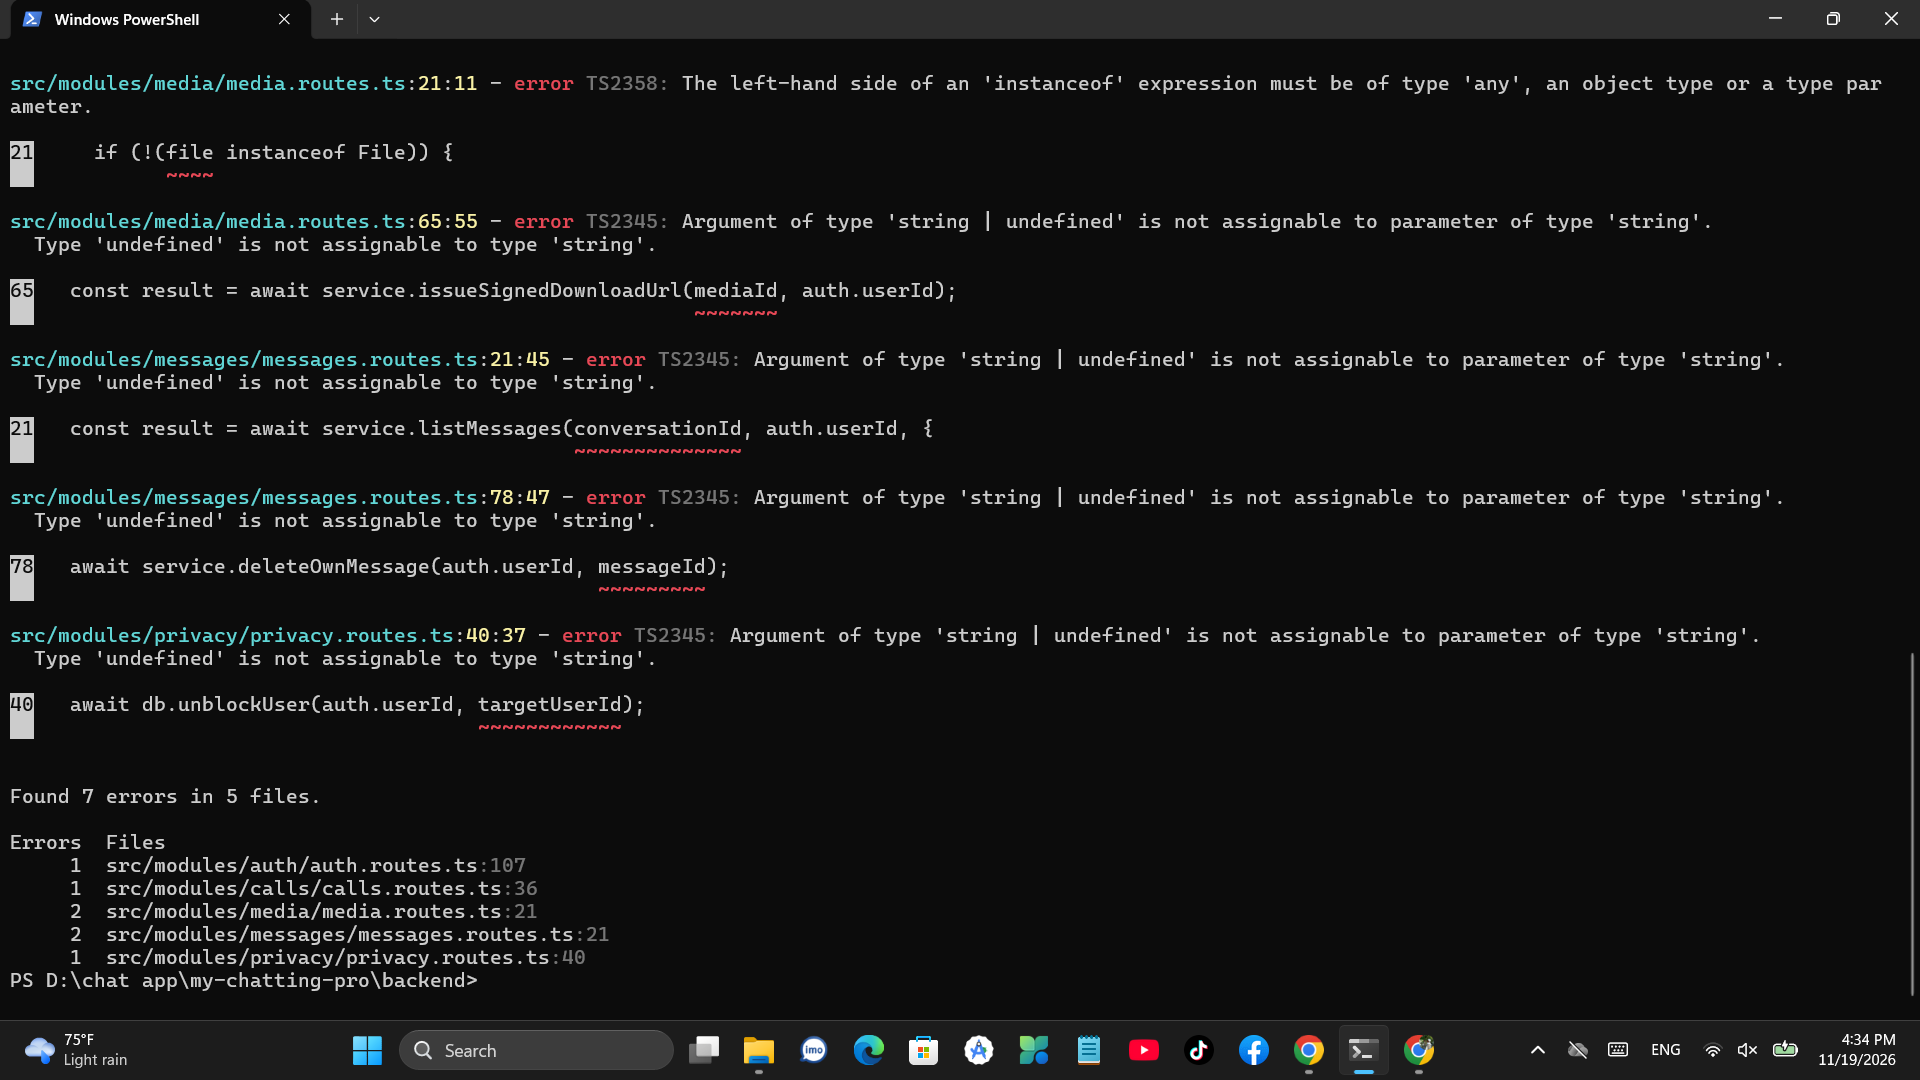 Windows PowerShell
src/modules/media/media.routes.ts:21:11 - error TS2358: The left-hand side of an 'instanceof' expression must be of type 'any', an object type or a type par
ameter.
21     if (!(file instanceof File)) {
~~~~
src/modules/media/media.routes.ts:65:55 - error TS2345: Argument of type 'string | undefined' is not assignable to parameter of type 'string'.
  Type 'undefined' is not assignable to type 'string'.
65   const result = await service.issueSignedDownloadUrl(mediaId, auth.userId);
~~~~~~~
src/modules/messages/messages.routes.ts:21:45 - error TS2345: Argument of type 'string | undefined' is not assignable to parameter of type 'string'.
  Type 'undefined' is not assignable to type 'string'.
21   const result = await service.listMessages(conversationId, auth.userId, {
~~~~~~~~~~~~~~
src/modules/messages/messages.routes.ts:78:47 - error TS2345: Argument of type 'string | undefined' is not assignable to parameter of type 'string'.
  Type 'undefined' is not assignable to type 'string'.
78   await service.deleteOwnMessage(auth.userId, messageId);
~~~~~~~~~
src/modules/privacy/privacy.routes.ts:40:37 - error TS2345: Argument of type 'string | undefined' is not assignable to parameter of type 'string'.
  Type 'undefined' is not assignable to type 'string'.
40   await db.unblockUser(auth.userId, targetUserId);
~~~~~~~~~~~~
Found 7 errors in 5 files.
Errors  Files
     1  src/modules/auth/auth.routes.ts:107
     1  src/modules/calls/calls.routes.ts:36
     2  src/modules/media/media.routes.ts:21
     2  src/modules/messages/messages.routes.ts:21
     1  src/modules/privacy/privacy.routes.ts:40
PS D:\chat app\my-chatting-pro\backend>
75°F
Light rain
Search
imo
ENG
4:34 PM
11/19/2026